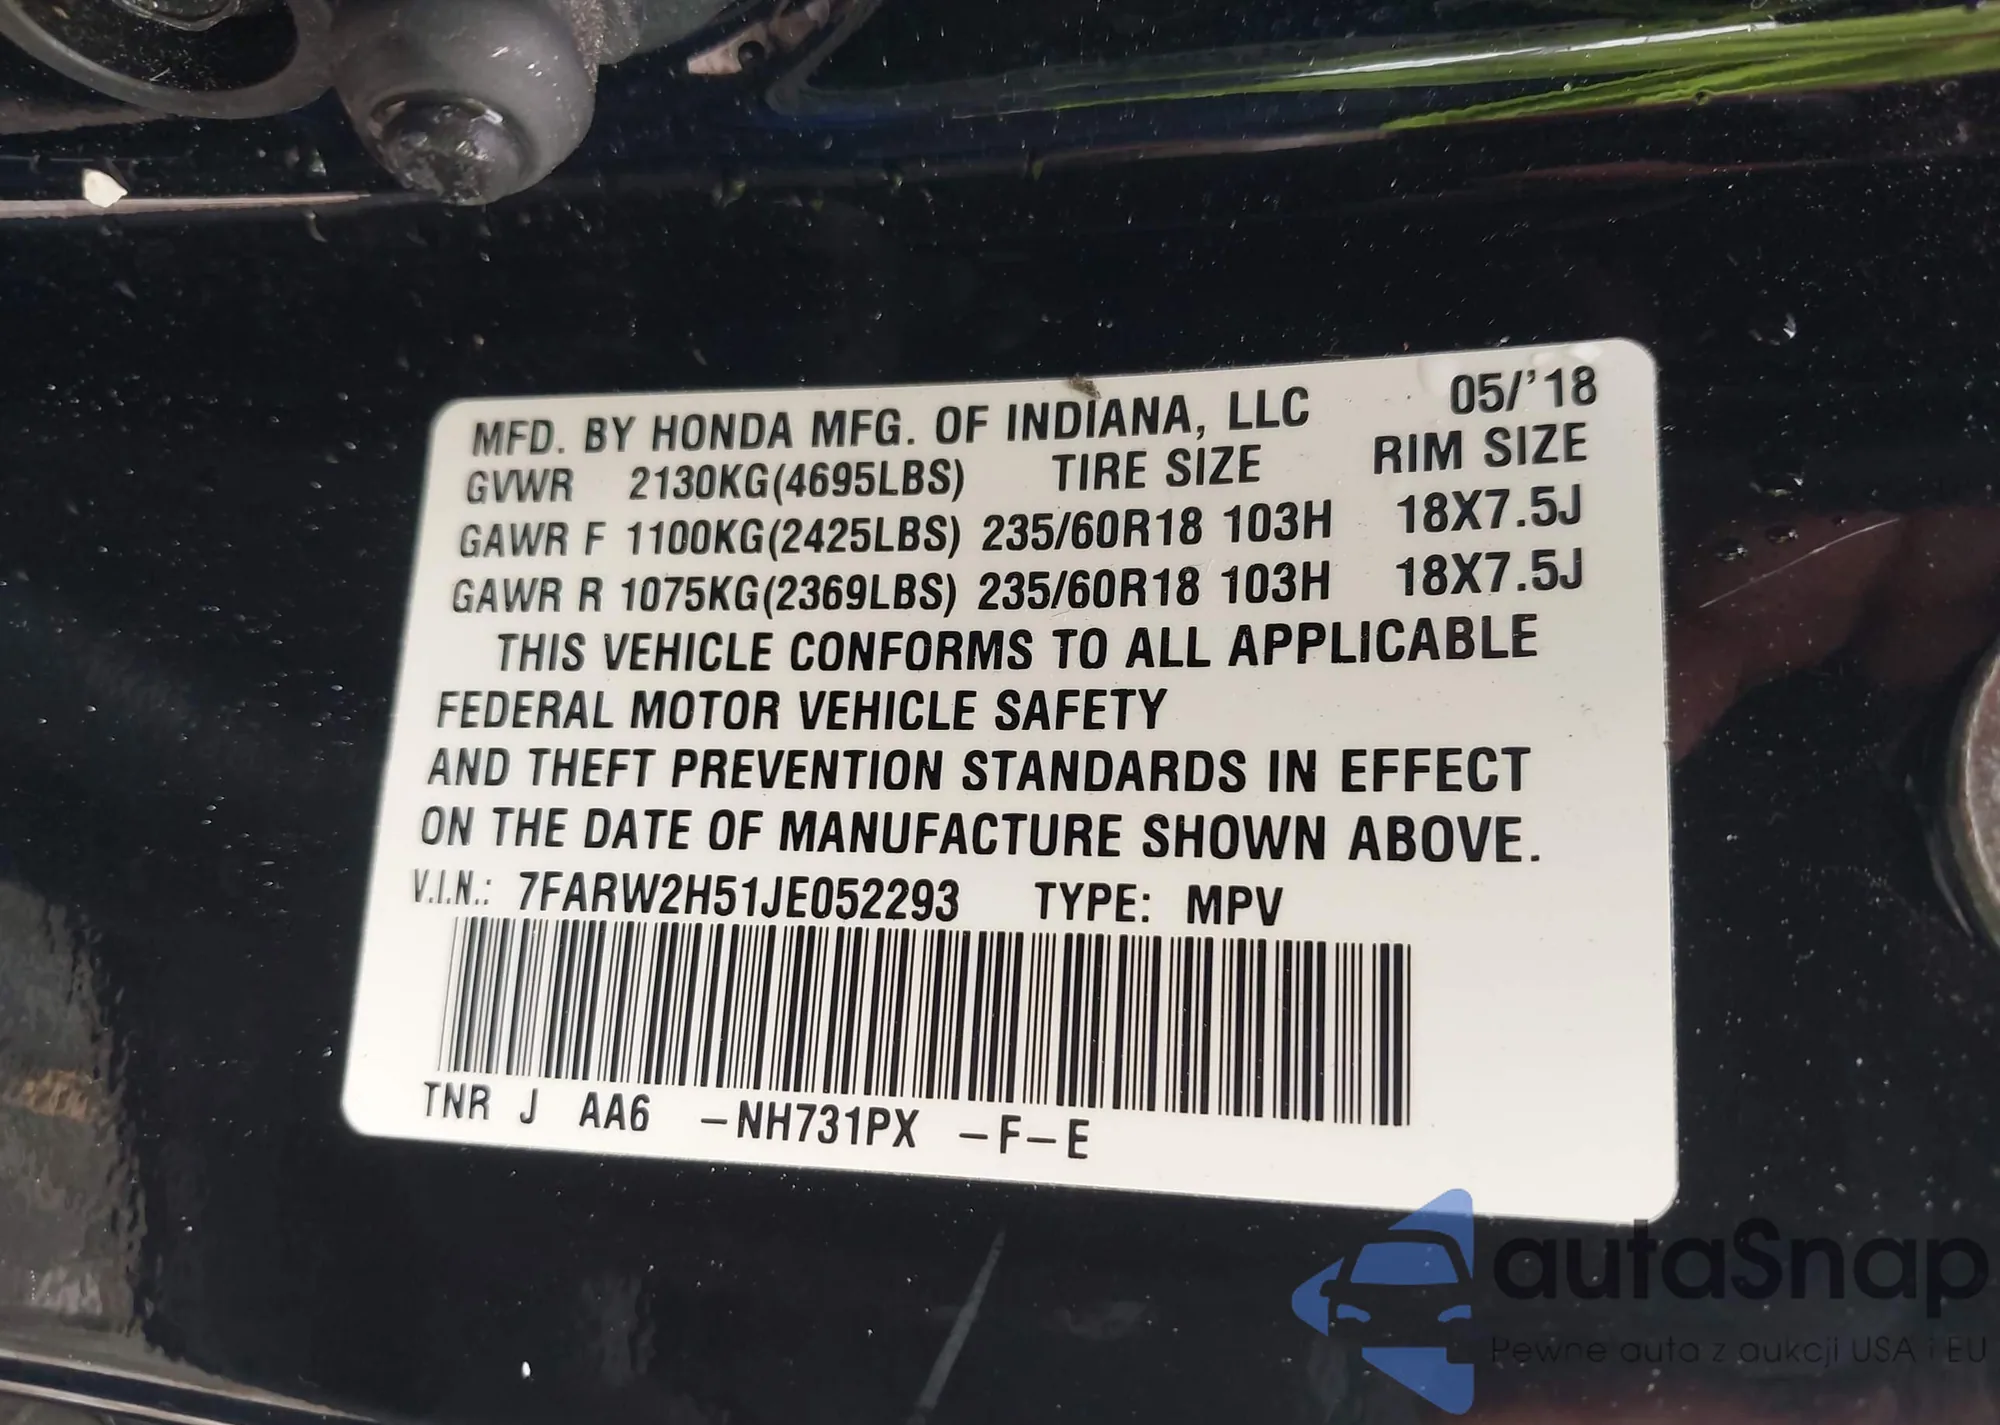 MFD. BY HONDA MFG. OF INDIANA, LLC 05/'18
GVWR 2130KG(4695LBS) TIRE SIZE RIM SIZE
GAWR F 1100KG(2425LBS) 235/60R18 103H 18X7.5J
GAWR R 1075KG(2369LBS) 235/60R18 103H 18X7.5J
THIS VEHICLE CONFORMS TO ALL APPLICABLE
FEDERAL MOTOR VEHICLE SAFETY
AND THEFT PREVENTION STANDARDS IN EFFECT
ON THE DATE OF MANUFACTURE SHOWN ABOVE.
V.I.N.: 7FARW2H51JE052293 TYPE: MPV
TNR J AA6 -NH731PX -F-E
autaSnap
Pewne auta z aukcji USA i EU